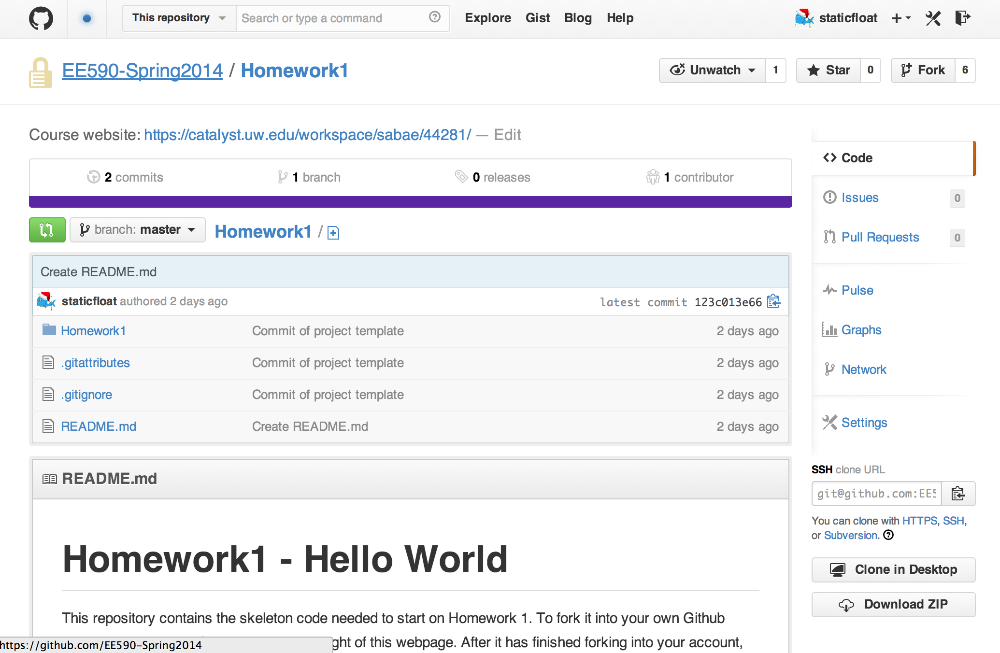 This repository Search or type a command Explore Gist Blog Help staticfloat
EE590-Spring2014 / Homework1 Unwatch 1 Star 0 Fork 6
Course website: https://catalyst.uw.edu/workspace/sabae/44281/ — Edit
2 commits 1 branch 0 releases 1 contributor
branch: master Homework1 /
Create README.md
staticfloat authored 2 days ago latest commit 123c013e66
Homework1 Commit of project template 2 days ago
.gitattributes Commit of project template 2 days ago
.gitignore Commit of project template 2 days ago
README.md Create README.md 2 days ago
README.md
Homework1 - Hello World
This repository contains the skeleton code needed to start on Homework 1. To fork it into your own Github
ght of this webpage. After it has finished forking into your account,
https://github.com/EE590-Spring2014
Code
Issues 0
Pull Requests 0
Pulse
Graphs
Network
Settings
SSH clone URL
git@github.com:EE5
You can clone with HTTPS, SSH,
or Subversion.
Clone in Desktop
Download ZIP